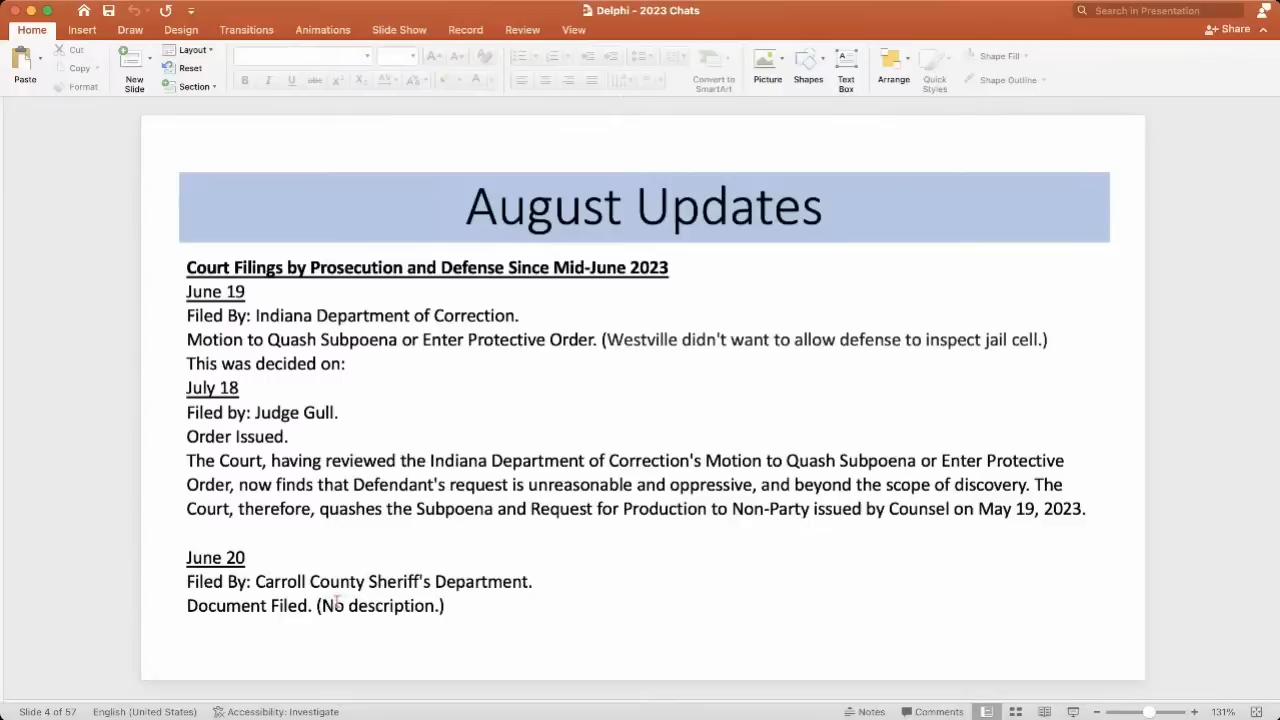 Delphi - 2023 Chats
Search in Presentation
Home Insert Draw Design Transitions Animations Slide Show Record Review View
Share
Paste
Cut
Copy
Format
New Slide
Layout
Reset
Section
Convert to SmartArt
Picture
Shapes
Text Box
Arrange
Quick Styles
Shape Fill
Shape Outline
August Updates
Court Filings by Prosecution and Defense Since Mid-June 2023
June 19
Filed By: Indiana Department of Correction.
Motion to Quash Subpoena or Enter Protective Order. (Westville didn't want to allow defense to inspect jail cell.)
This was decided on:
July 18
Filed by: Judge Gull.
Order Issued.
The Court, having reviewed the Indiana Department of Correction's Motion to Quash Subpoena or Enter Protective
Order, now finds that Defendant's request is unreasonable and oppressive, and beyond the scope of discovery. The
Court, therefore, quashes the Subpoena and Request for Production to Non-Party issued by Counsel on May 19, 2023.
June 20
Filed By: Carroll County Sheriff's Department.
Document Filed. (No description.)
Slide 4 of 57 English (United States) Accessibility: Investigate
Notes Comments 131%